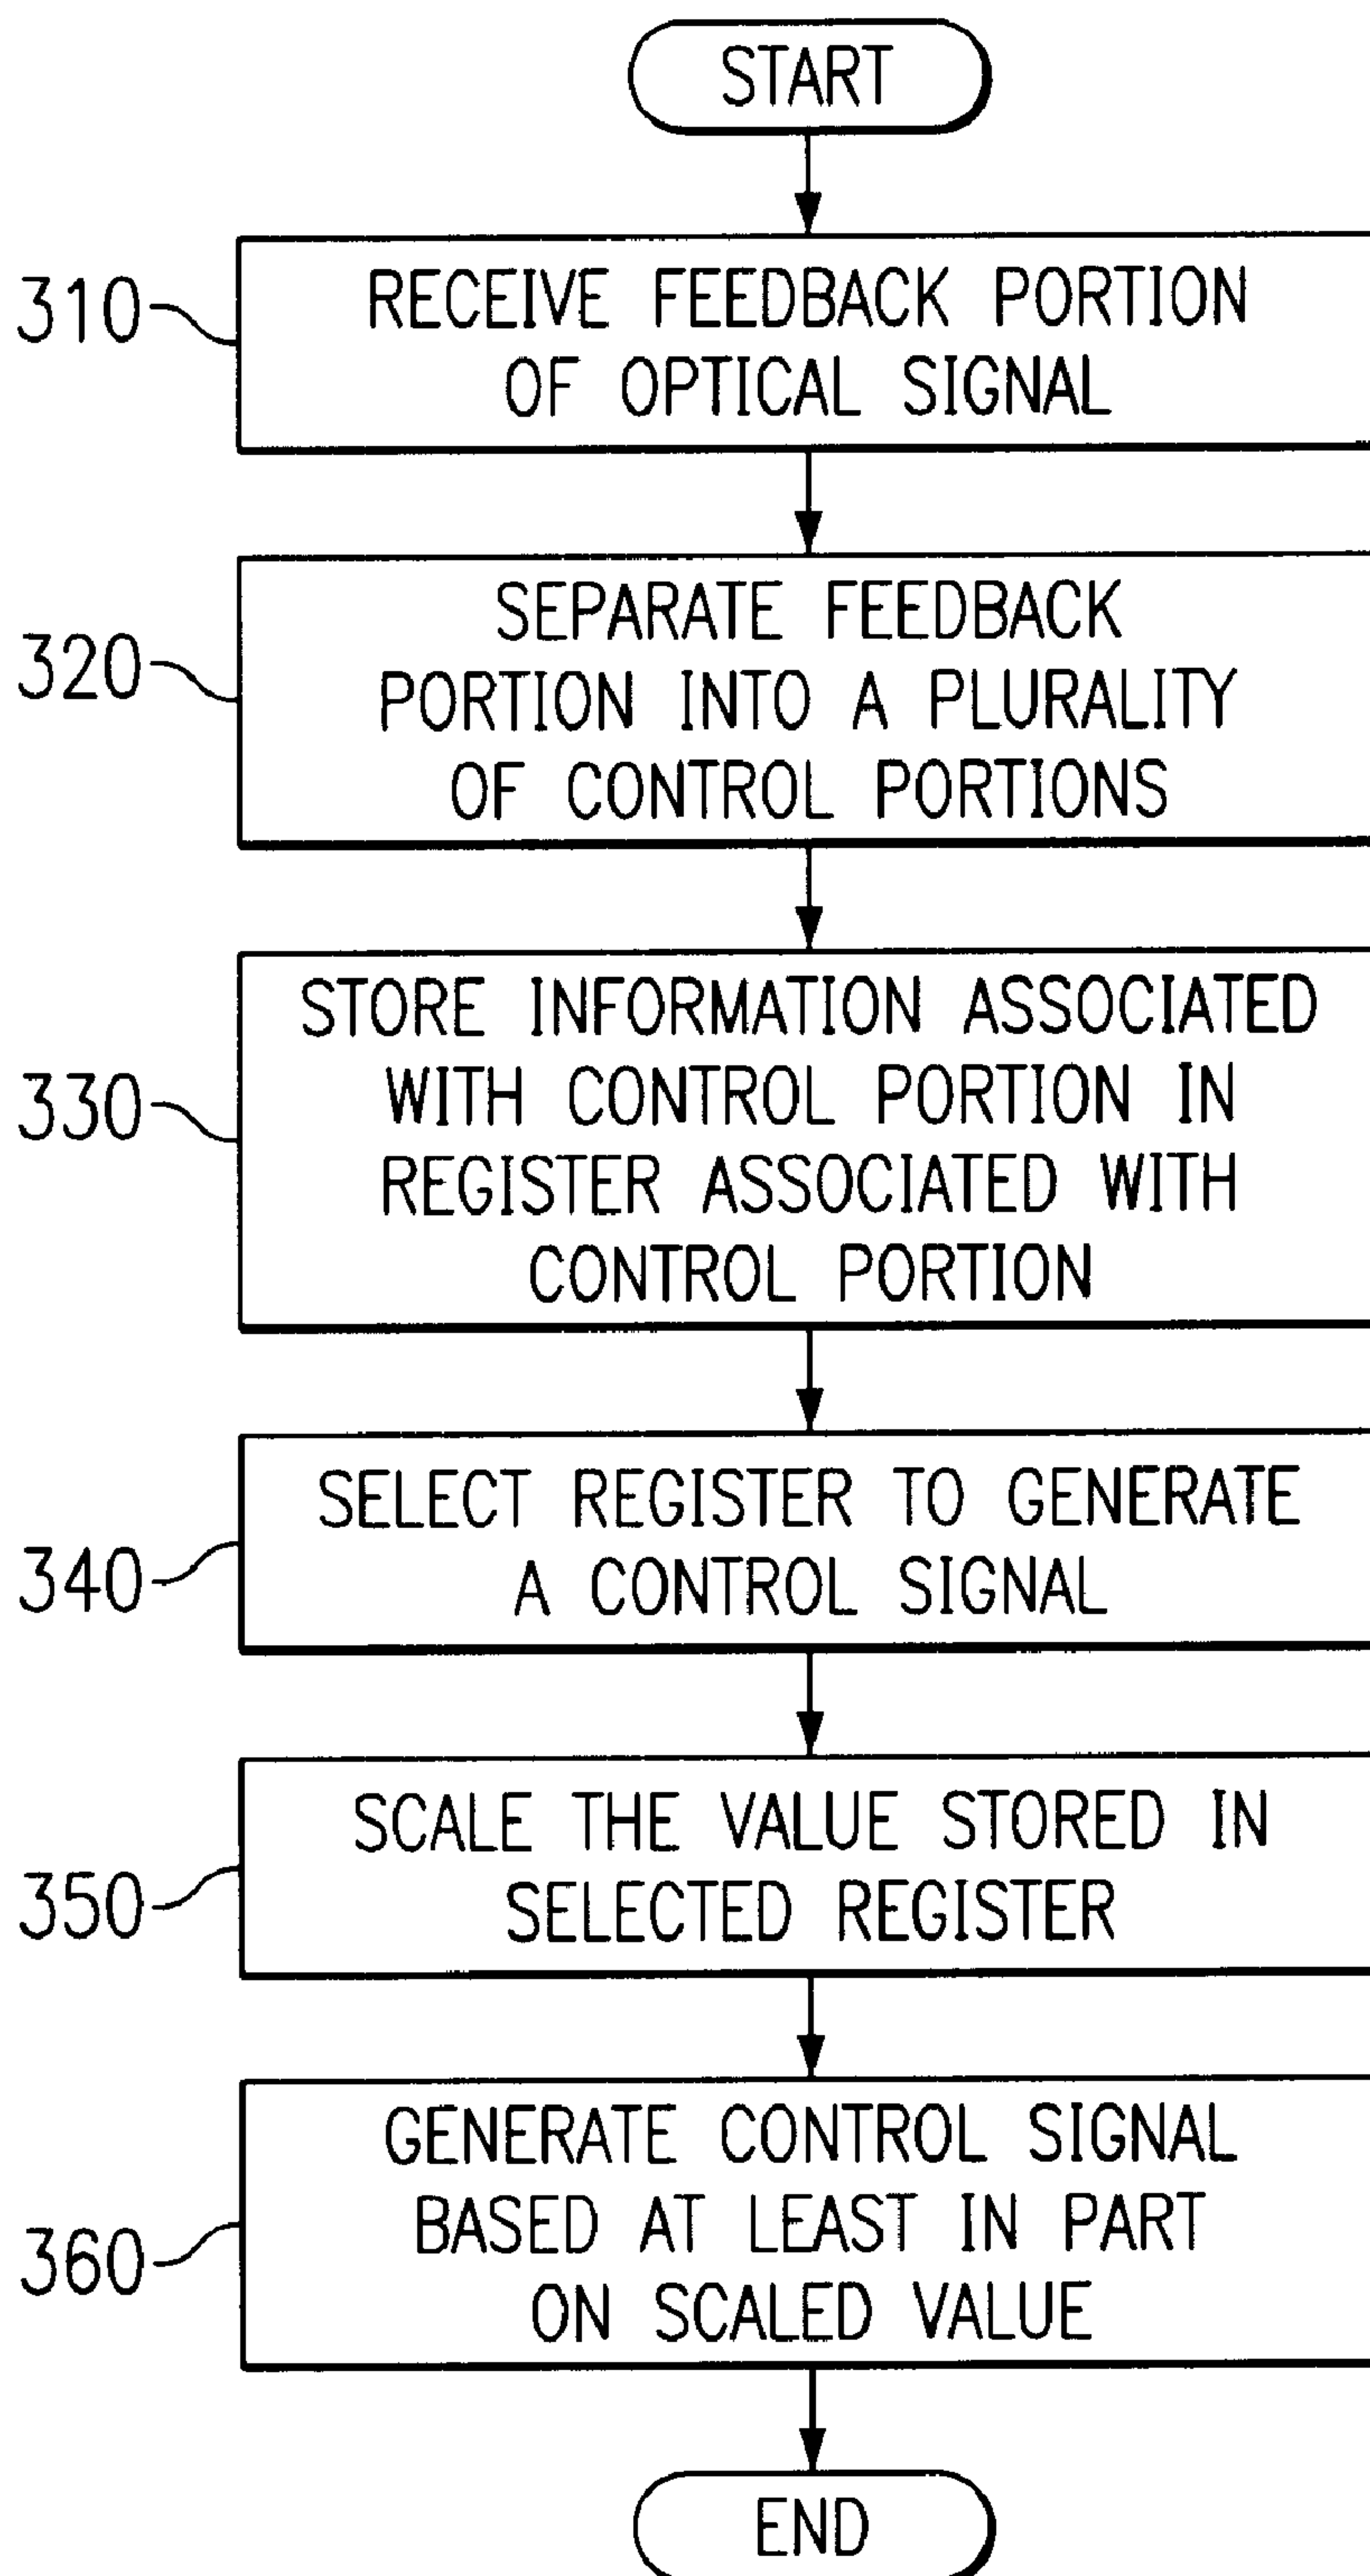 START
310
RECEIVE FEEDBACK PORTION
OF OPTICAL SIGNAL
320
SEPARATE FEEDBACK
PORTION INTO A PLURALITY
OF CONTROL PORTIONS
330
STORE INFORMATION ASSOCIATED
WITH CONTROL PORTION IN
REGISTER ASSOCIATED WITH
CONTROL PORTION
340
SELECT REGISTER TO GENERATE
A CONTROL SIGNAL
350
SCALE THE VALUE STORED IN
SELECTED REGISTER
360
GENERATE CONTROL SIGNAL
BASED AT LEAST IN PART
ON SCALED VALUE
END